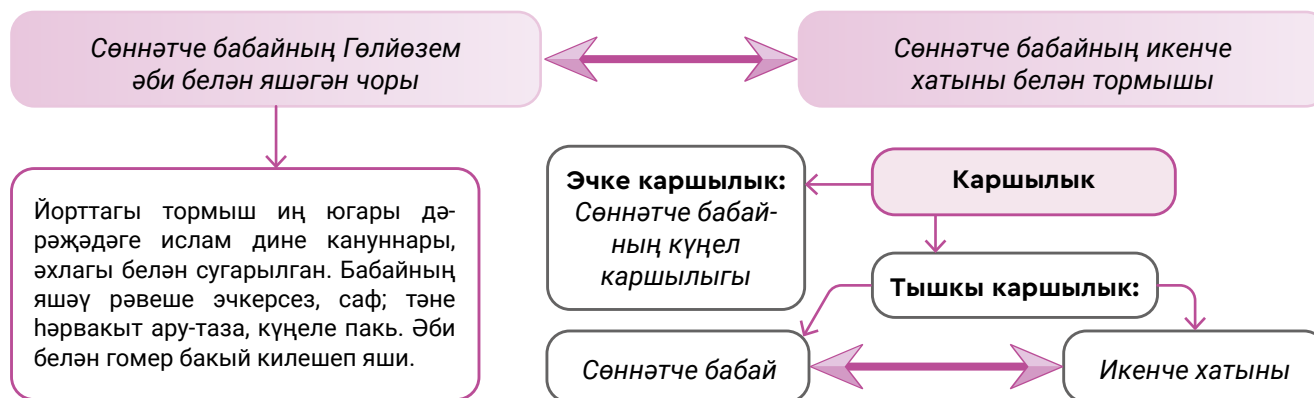 Сөннәтче бабайның Гөлйөзем
әби белән яшәгән чоры
Сөннәтче бабайның икенче
хатыны белән тормышы
Йорттагы тормыш иң югары дә-
рәҗәдәге ислам дине кануннары,
әхлагы белән сугарылган. Бабайның
яшәү рәвеше эчкерсез, саф; тәне
һәрвакыт ару-таза, күңеле пакь. Әби
белән гомер бакый килешеп яши.
Эчке каршылык:
Сөннәтче бабай-
ның күңел
каршылыгы
Каршылык
Тышкы каршылык:
Сөннәтче бабай
Икенче хатыны